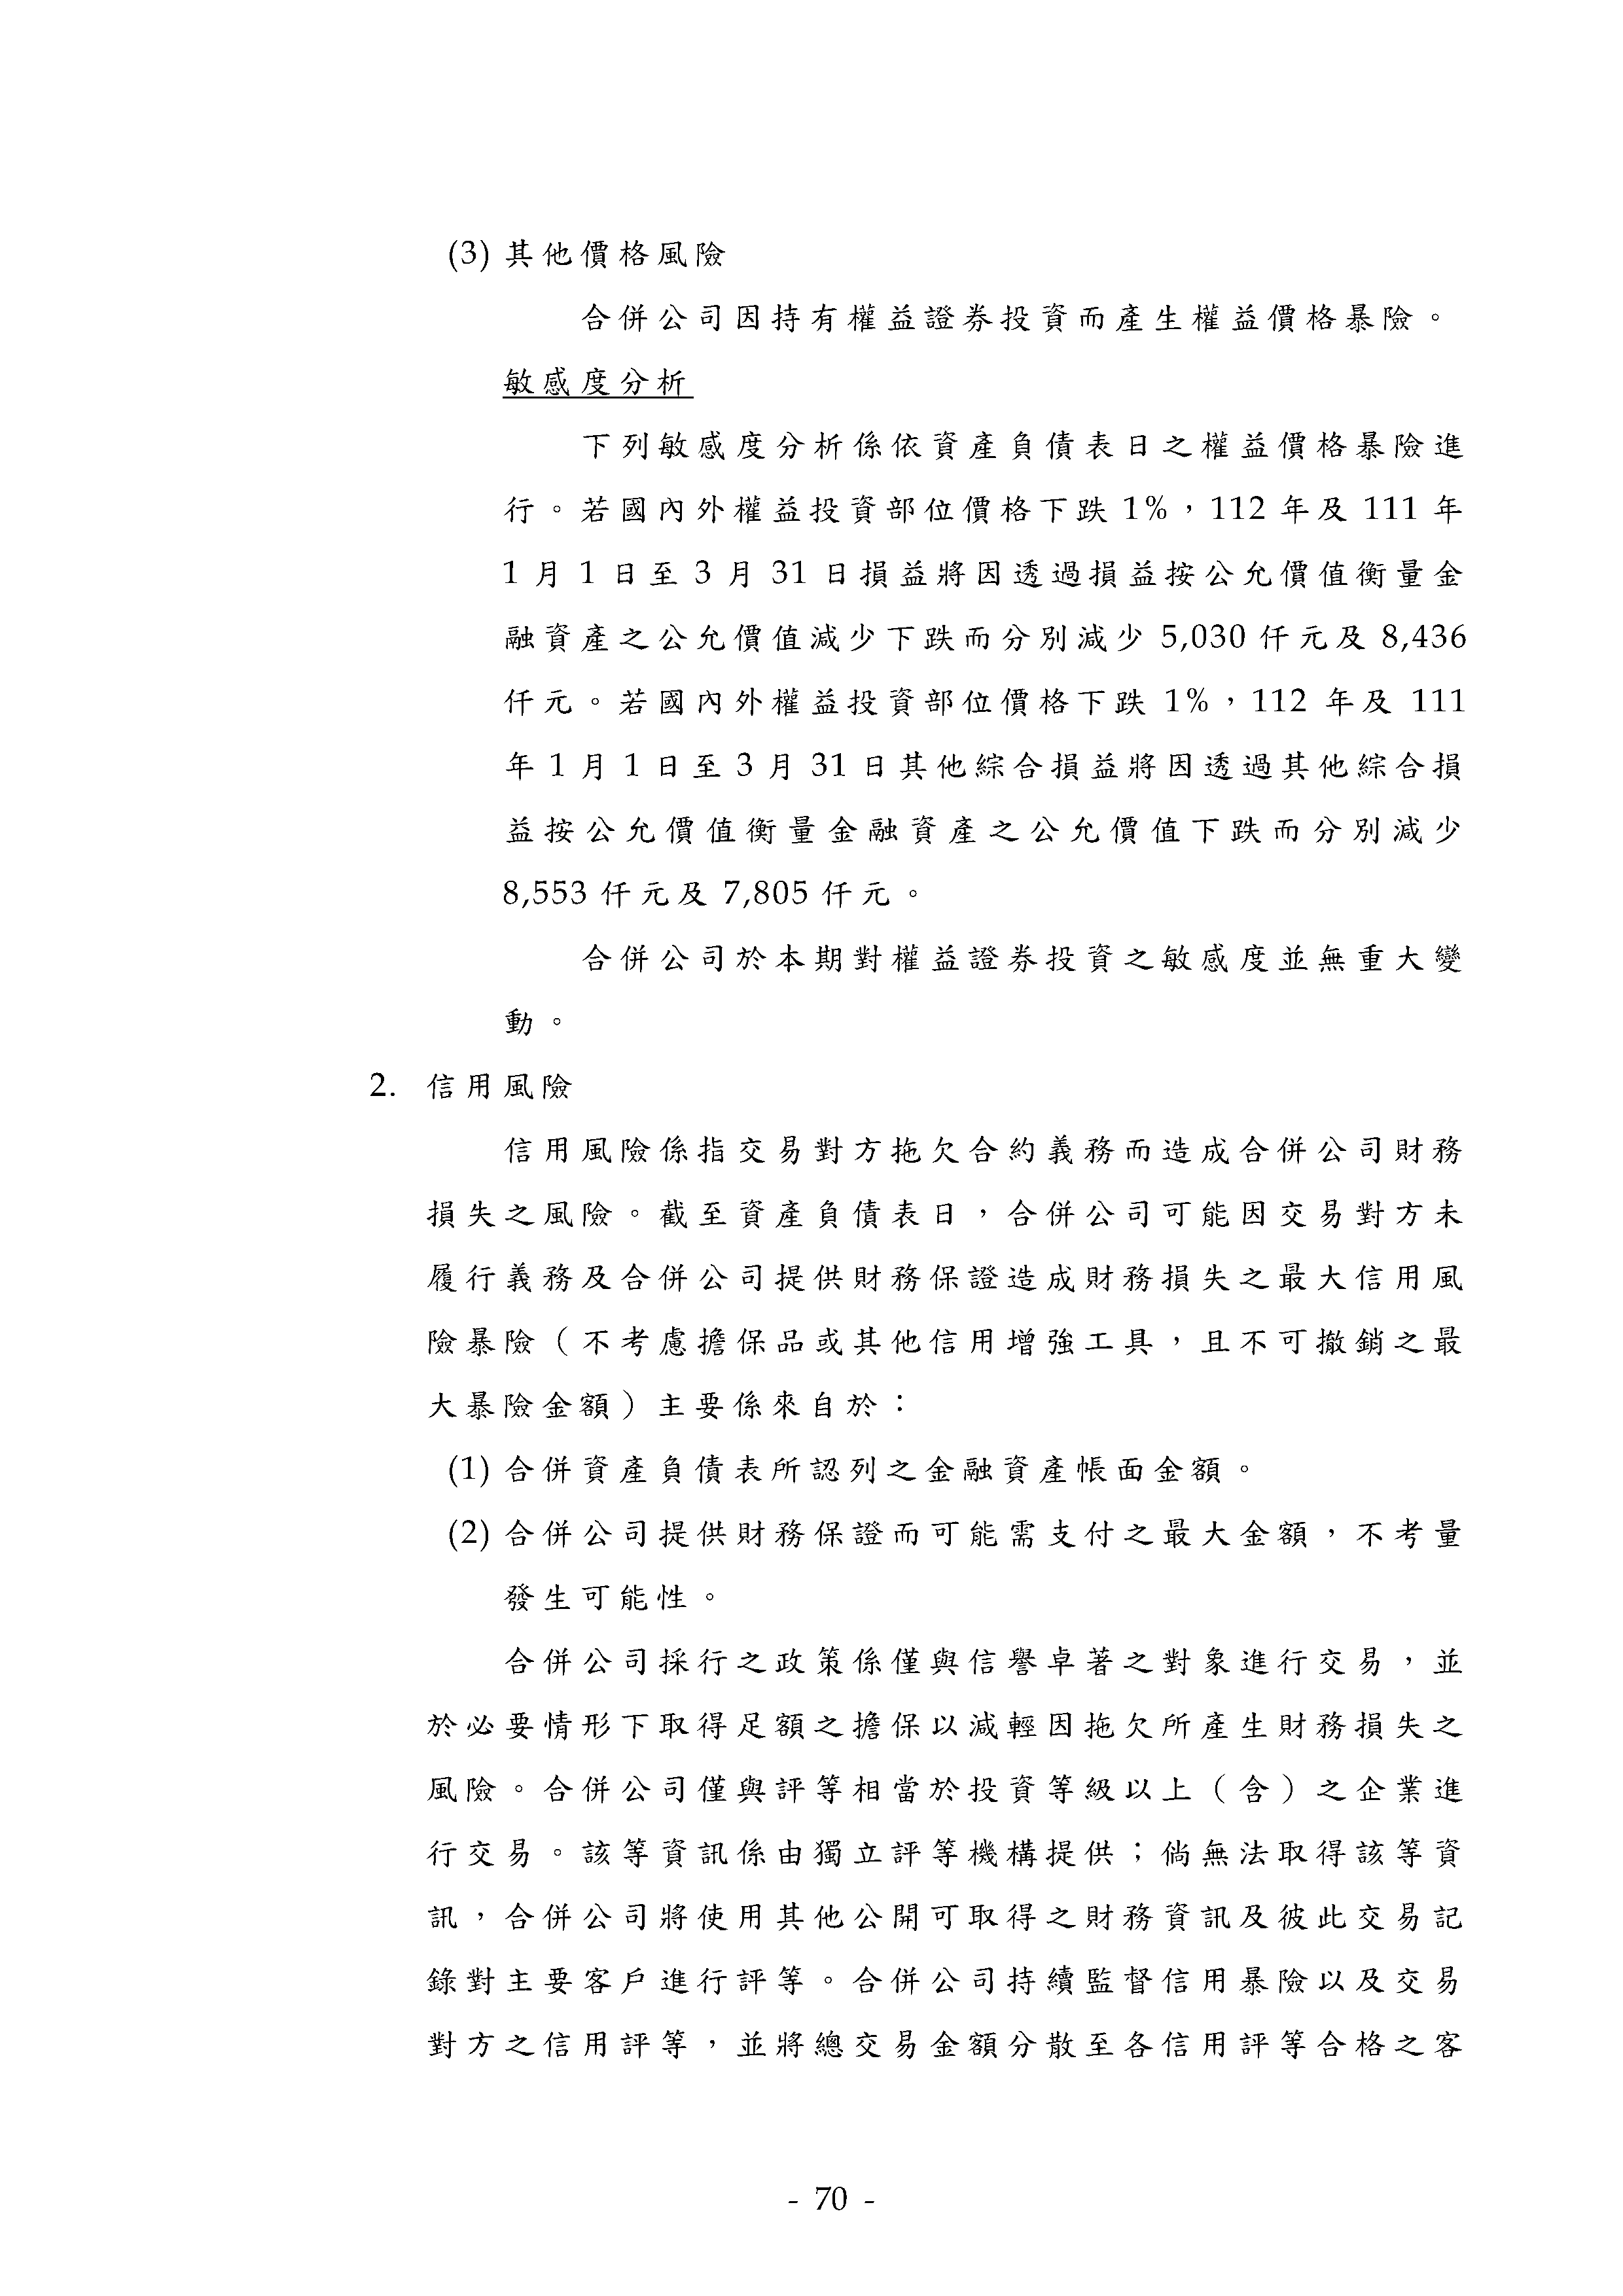 (3) 其他價格風險
合併公司因持有權益證券投資而產生權益價格暴險。
敏感度分析
下列敏感度分析係依資產負債表日之權益價格暴險進
行。若國內外權益投資部位價格下跌 1%，112 年及 111 年
1 月 1 日至 3 月 31 日損益將因透過損益按公允價值衡量金
融資產之公允價值減少下跌而分別減少 5,030 仟元及 8,436
仟元。若國內外權益投資部位價格下跌 1%，112 年及 111
年 1 月 1 日至 3 月 31 日其他綜合損益將因透過其他綜合損
益按公允價值衡量金融資產之公允價值下跌而分別減少
8,553 仟元及 7,805 仟元。
合併公司於本期對權益證券投資之敏感度並無重大變
動。
2. 信用風險
信用風險係指交易對方拖欠合約義務而造成合併公司財務
損失之風險。截至資產負債表日，合併公司可能因交易對方未
履行義務及合併公司提供財務保證造成財務損失之最大信用風
險暴險（不考慮擔保品或其他信用增強工具，且不可撤銷之最
大暴險金額）主要係來自於：
(1) 合併資產負債表所認列之金融資產帳面金額。
(2) 合併公司提供財務保證而可能需支付之最大金額，不考量
發生可能性。
合併公司採行之政策係僅與信譽卓著之對象進行交易，並
於必要情形下取得足額之擔保以減輕因拖欠所產生財務損失之
風險。合併公司僅與評等相當於投資等級以上（含）之企業進
行交易。該等資訊係由獨立評等機構提供；倘無法取得該等資
訊，合併公司將使用其他公開可取得之財務資訊及彼此交易記
錄對主要客戶進行評等。合併公司持續監督信用暴險以及交易
對方之信用評等，並將總交易金額分散至各信用評等合格之客
- 70 -